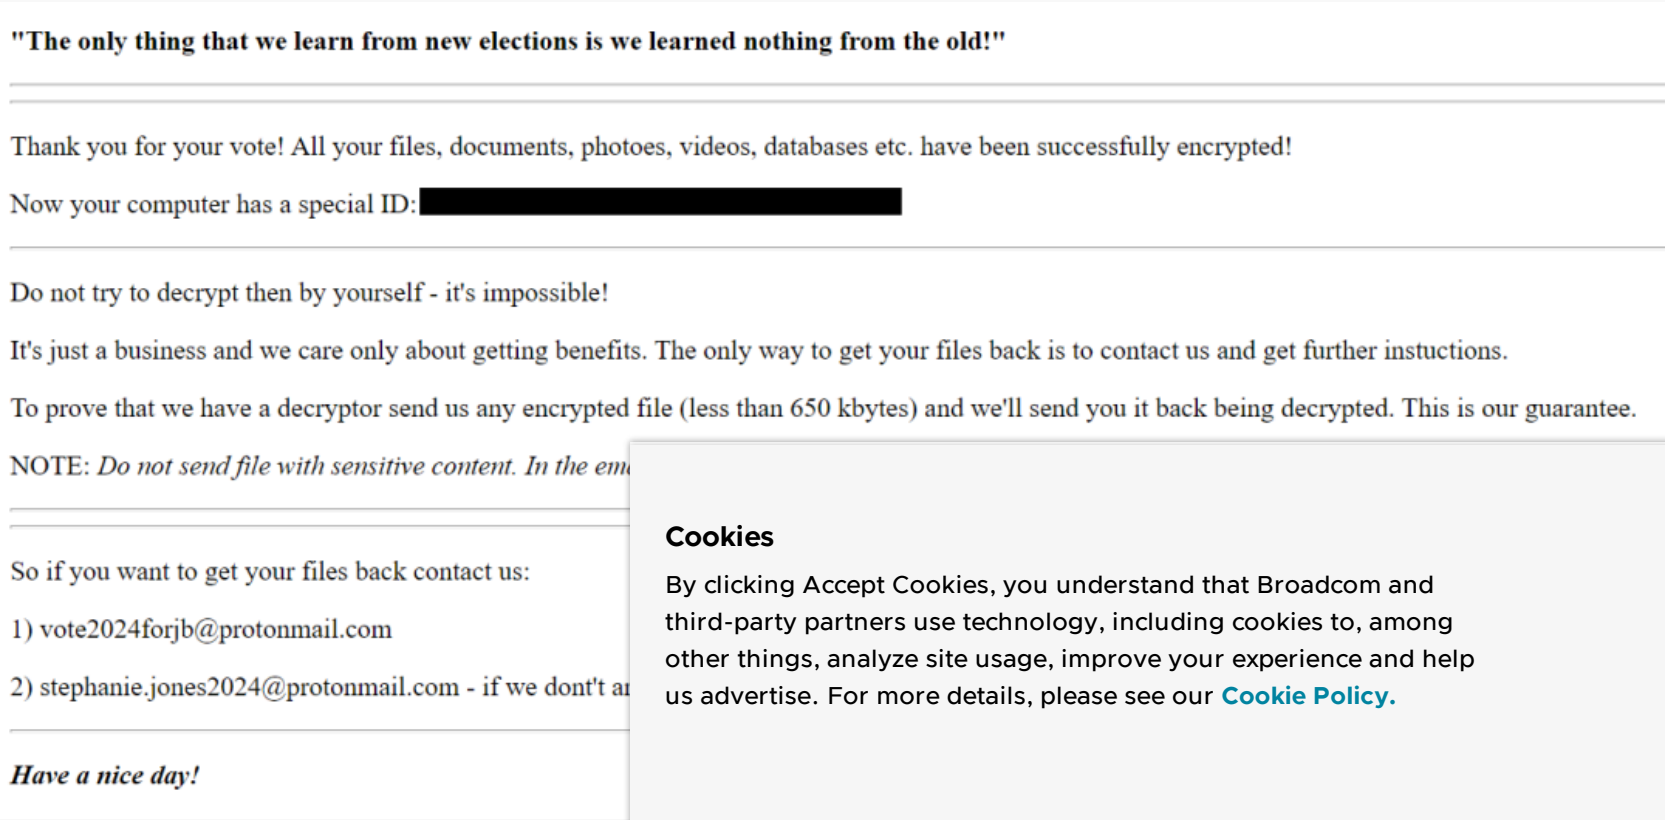 "The only thing that we learn from new elections is we learned nothing from the old!"
Thank you for your vote! All your files, documents, photoes, videos, databases etc. have been successfully encrypted!
Now your computer has a special ID:
Do not try to decrypt then by yourself - it's impossible!
It's just a business and we care only about getting benefits. The only way to get your files back is to contact us and get further instuctions.
To prove that we have a decryptor send us any encrypted file (less than 650 kbytes) and we'll send you it back being decrypted. This is our guarantee.
NOTE: Do not send file with sensitive content. In the
So if you want to get your files back contact us:
1) vote2024forjb@protonmail.com
2) stephanie.jones2024@protonmail.com - if we dont't
Have a nice day!
Cookies
By clicking Accept Cookies, you understand that Broadcom and
third-party partners use technology, including cookies to, among
other things, analyze site usage, improve your experience and help
us advertise. For more details, please see our Cookie Policy.